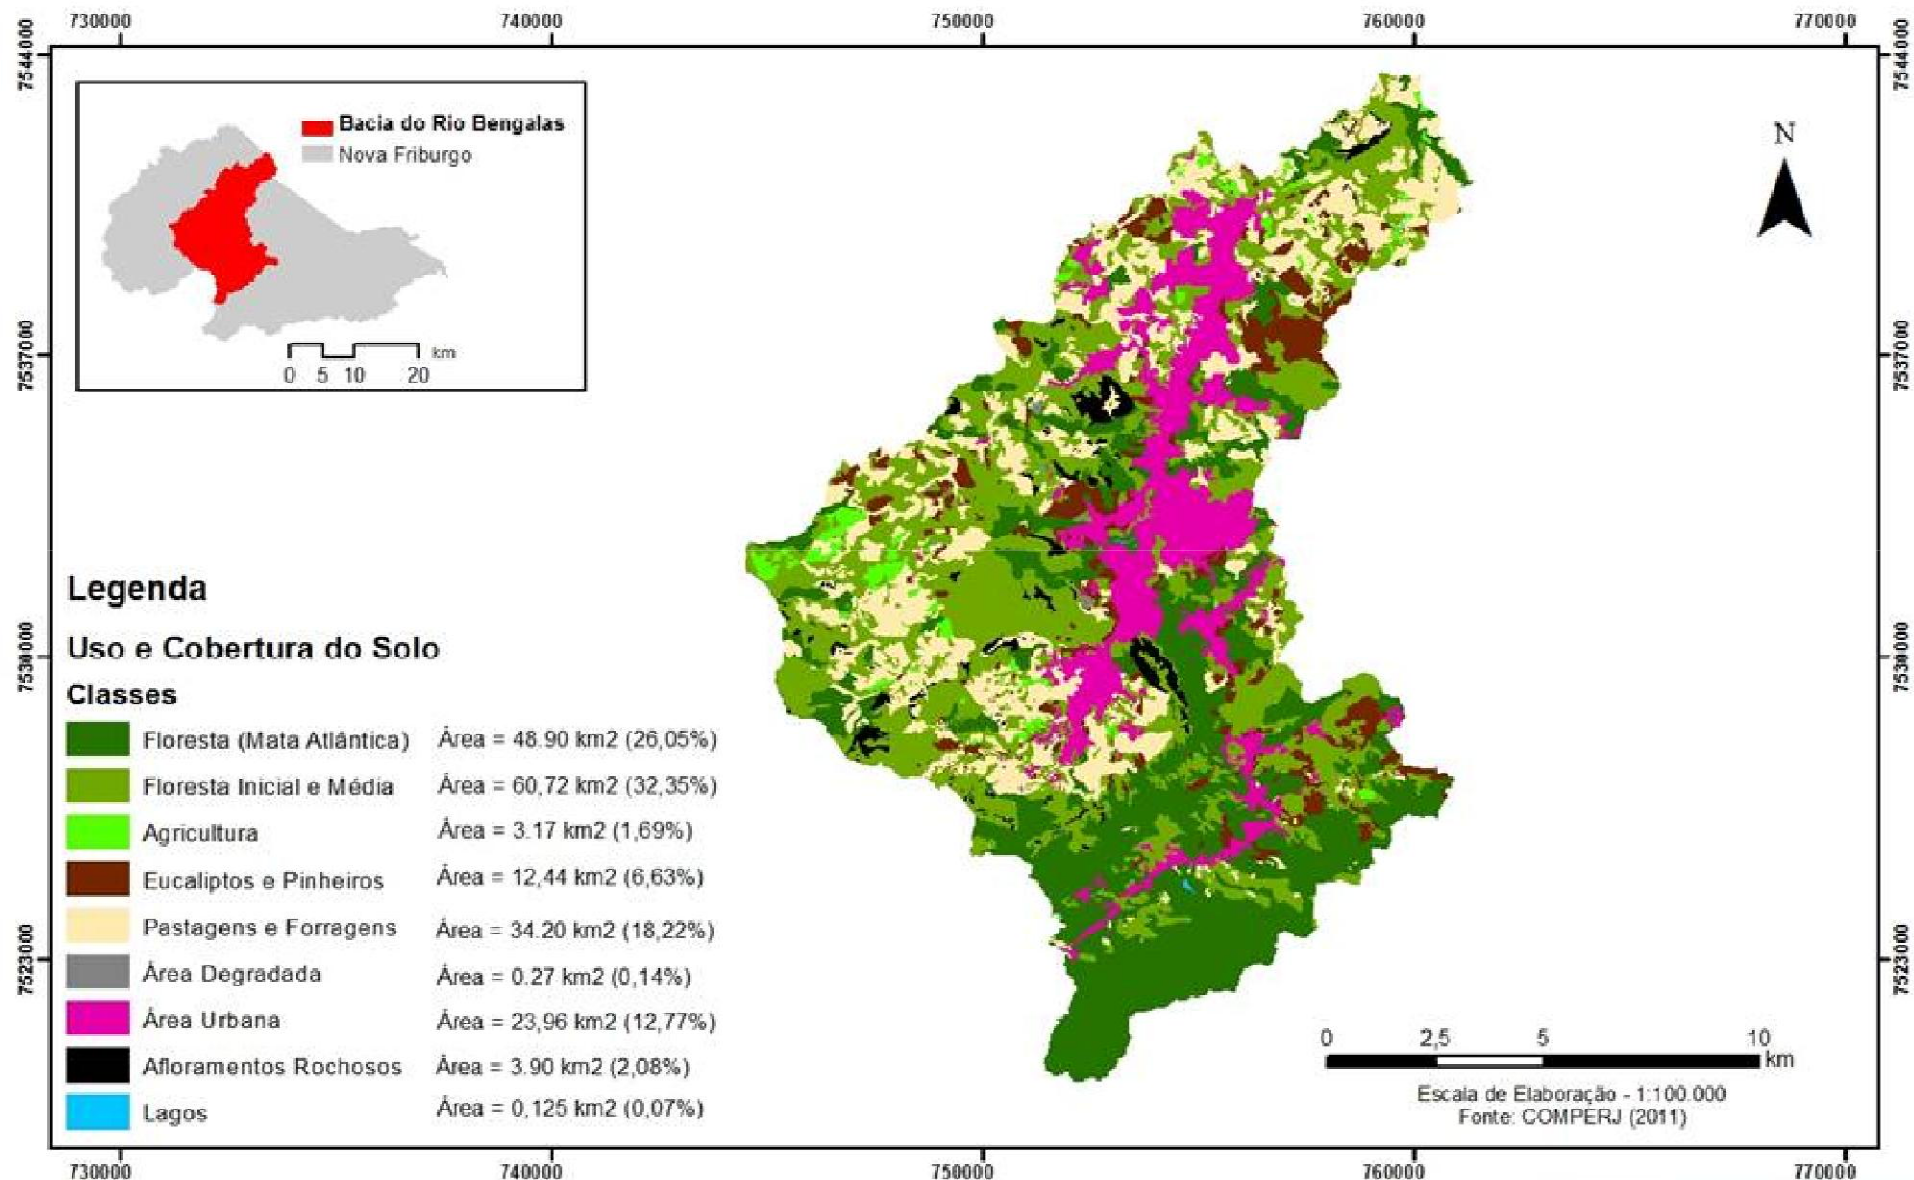 730000 740000 750000 760000 770000
7544000 7544000
Bacia do Rio Bengalas
Nova Friburgo
km
0 5 10 20
N
7537000 7537000
Legenda
Uso e Cobertura do Solo
7530000 7530000
Classes
Floresta (Mata Atlântica) Área = 48.90 km2 (26,05%)
Floresta Inicial e Média Área = 60,72 km2 (32,35%)
Agricultura Área = 3.17 km2 (1,69%)
Eucaliptos e Pinheiros Área = 12,44 km2 (6,63%)
Pastagens e Forragens Área = 34.20 km2 (18,22%)
7523000 7523000
Área Degradada Área = 0.27 km2 (0,14%)
Área Urbana Área = 23,96 km2 (12,77%)
Afloramentos Rochosos Área = 3.90 km2 (2,08%)
Lagos Área = 0,125 km2 (0,07%)
0 2,5 5 10
km
Escala de Elaboração - 1:100.000
Fonte: COMPERJ (2011)
730000 740000 750000 760000 770000